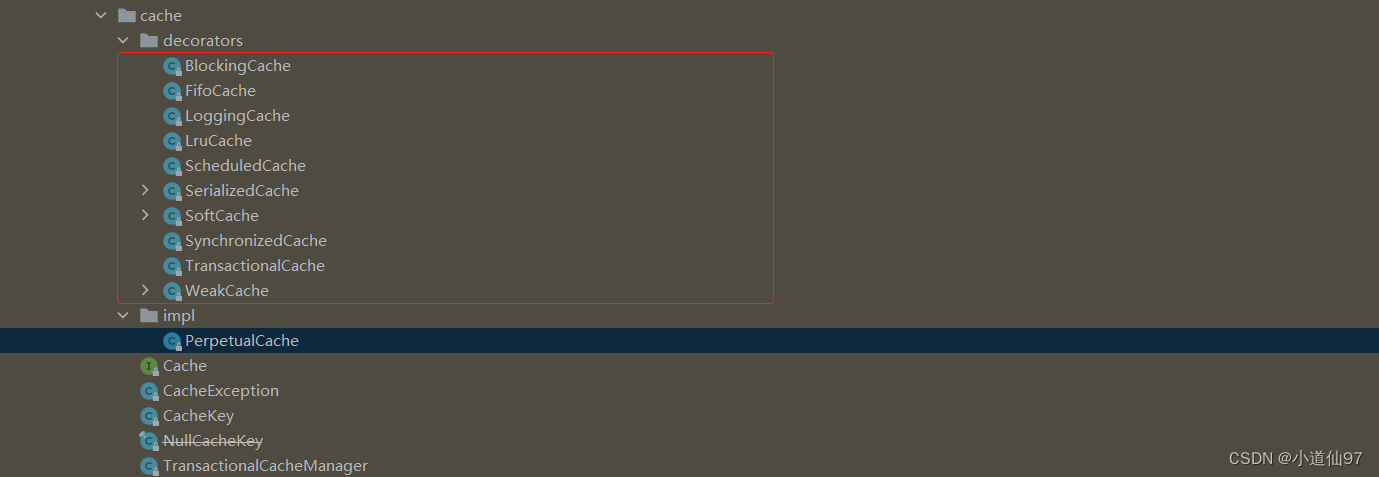 cache
decorators
BlockingCache
FifoCache
LoggingCache
LruCache
ScheduledCache
SerializedCache
SoftCache
SynchronizedCache
TransactionalCache
WeakCache
impl
PerpetualCache
Cache
CacheException
CacheKey
NullCacheKey
TransactionalCacheManager
CSDN @小道仙97